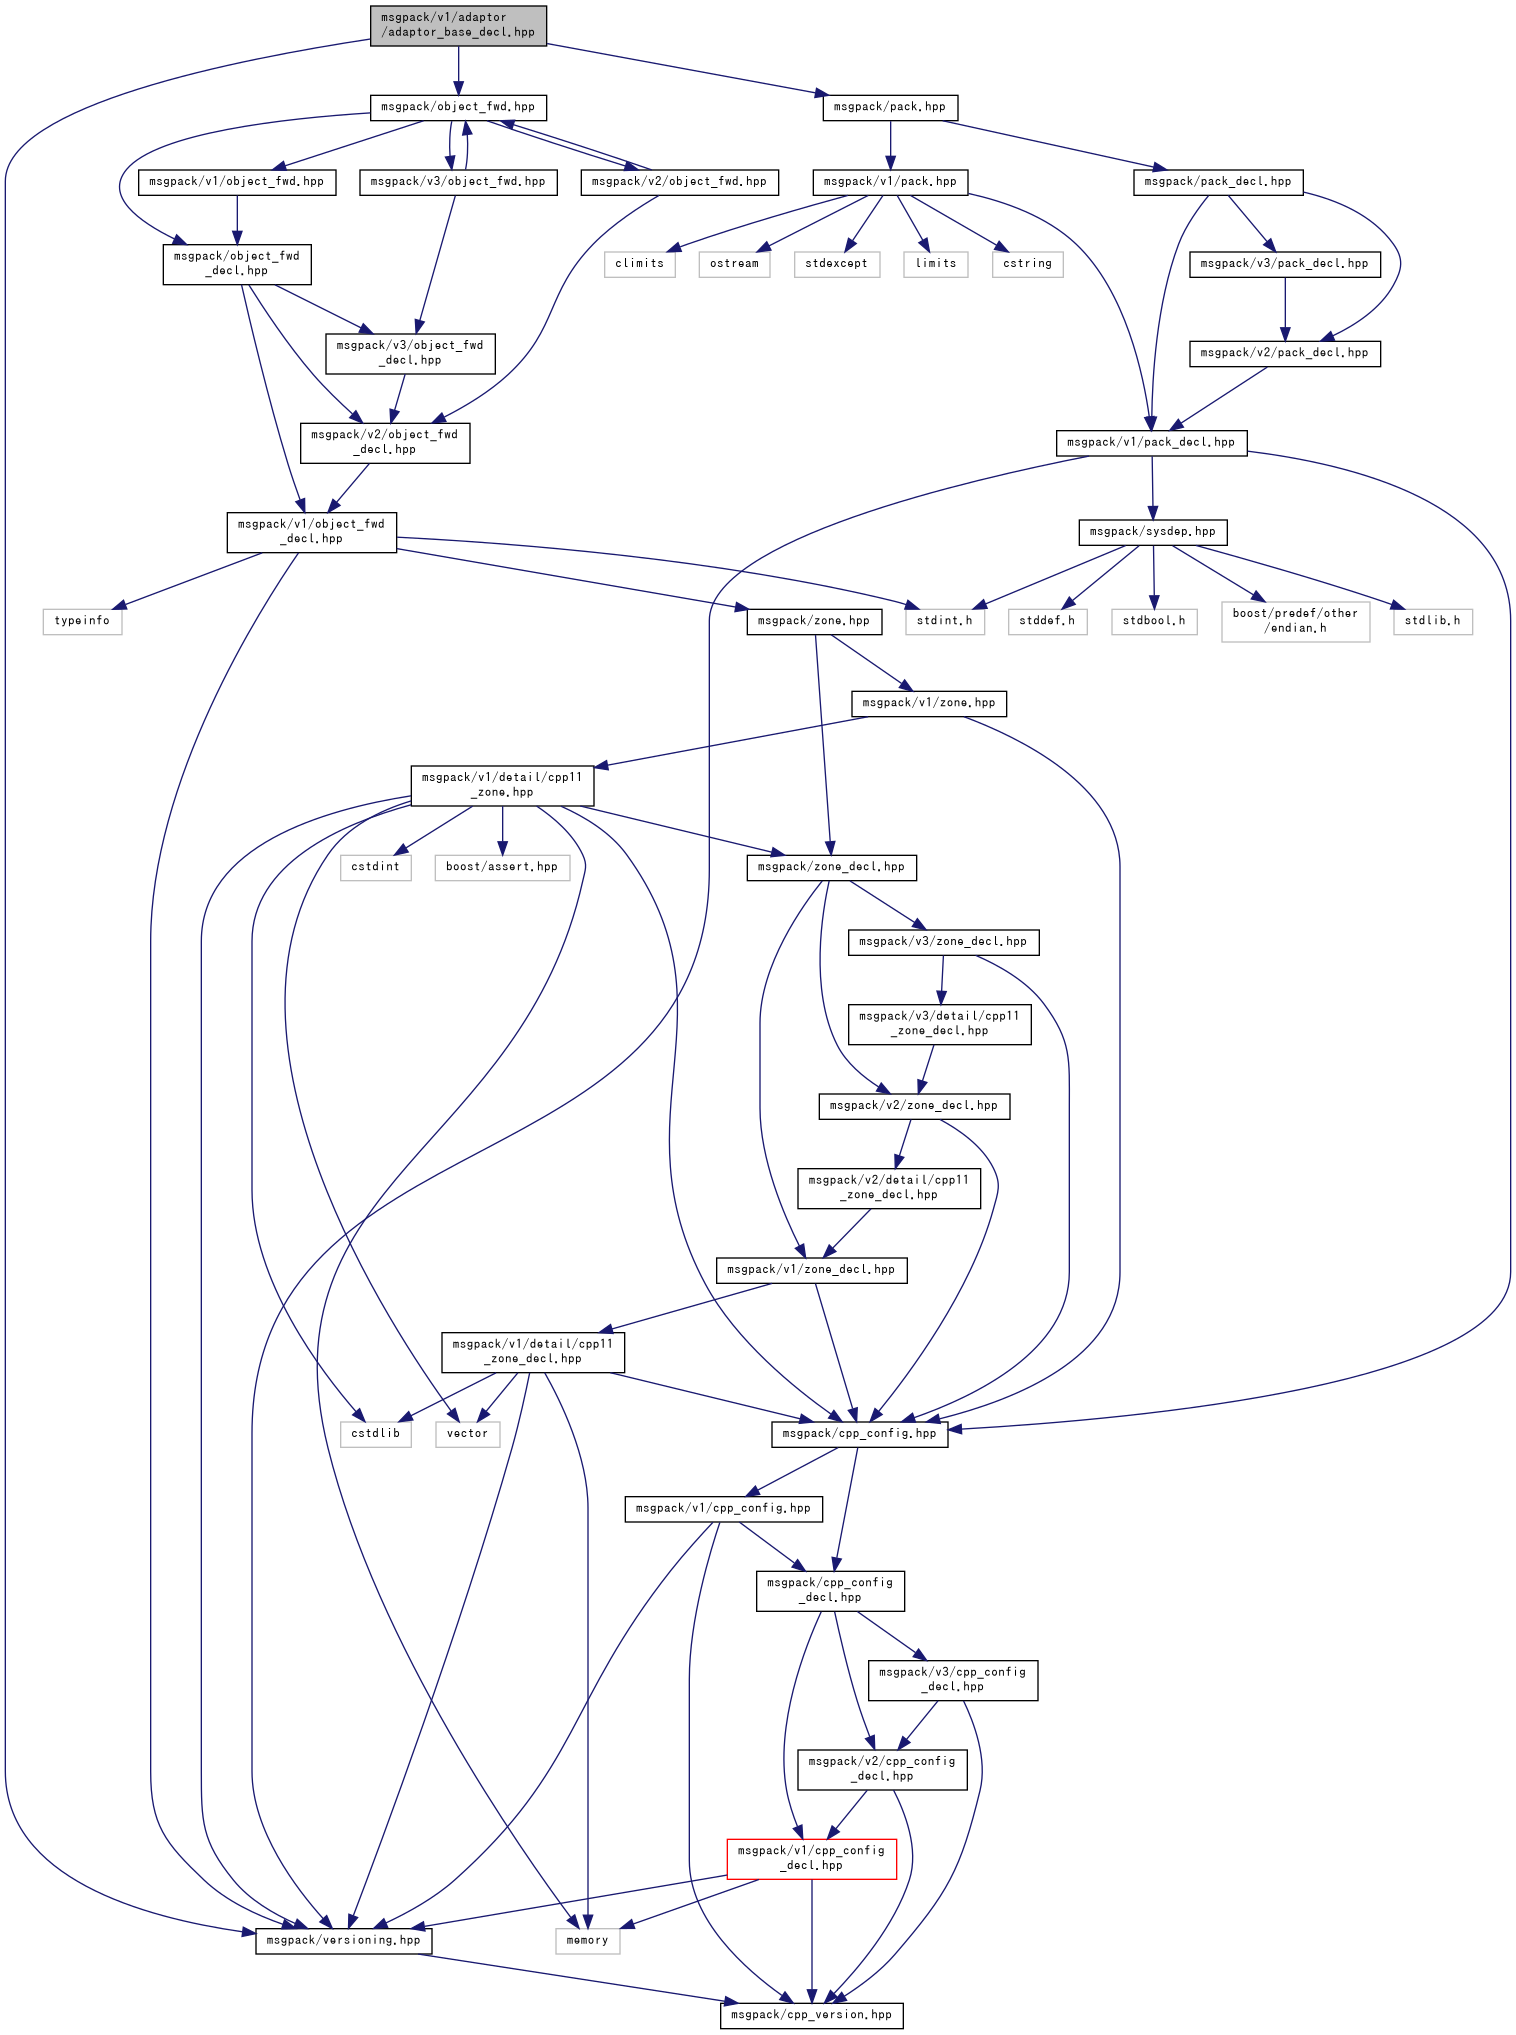 msgpack/v1/adaptor
/adaptor_base_decl.hpp
msgpack/object_fwd.hpp
msgpack/pack.hpp
msgpack/v1/object_fwd.hpp
msgpack/v3/object_fwd.hpp
msgpack/v2/object_fwd.hpp
msgpack/v1/pack.hpp
msgpack/pack_decl.hpp
msgpack/object_fwd
_decl.hpp
climits
ostream
stdexcept
limits
cstring
msgpack/v3/pack_decl.hpp
msgpack/v3/object_fwd
_decl.hpp
msgpack/v2/pack_decl.hpp
msgpack/v2/object_fwd
_decl.hpp
msgpack/v1/pack_decl.hpp
msgpack/v1/object_fwd
_decl.hpp
msgpack/sysdep.hpp
typeinfo
msgpack/zone.hpp
stdint.h
stddef.h
stdbool.h
boost/predef/other
/endian.h
stdlib.h
msgpack/v1/zone.hpp
msgpack/v1/detail/cpp11
_zone.hpp
cstdint
boost/assert.hpp
msgpack/zone_decl.hpp
msgpack/v3/zone_decl.hpp
msgpack/v3/detail/cpp11
_zone_decl.hpp
msgpack/v2/zone_decl.hpp
msgpack/v2/detail/cpp11
_zone_decl.hpp
msgpack/v1/zone_decl.hpp
msgpack/v1/detail/cpp11
_zone_decl.hpp
cstdlib
vector
msgpack/cpp_config.hpp
msgpack/v1/cpp_config.hpp
msgpack/cpp_config
_decl.hpp
msgpack/v3/cpp_config
_decl.hpp
msgpack/v2/cpp_config
_decl.hpp
msgpack/v1/cpp_config
_decl.hpp
msgpack/versioning.hpp
memory
msgpack/cpp_version.hpp